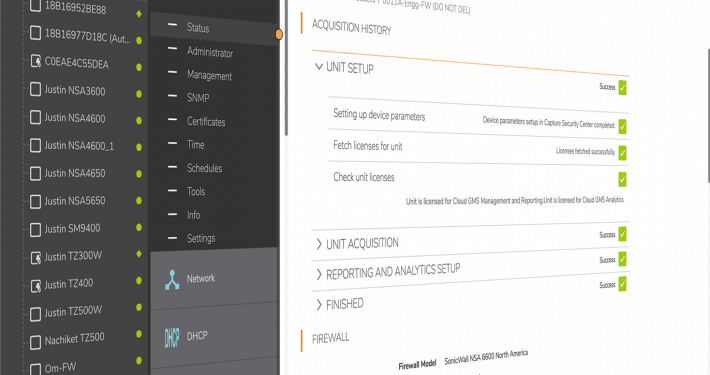 18B16952BE88
18B16977D18C (Aut...
C0EAE4C55DEA
Justin NSA3600
Justin NSA4600
Justin NSA4600_1
Justin NSA4650
Justin NSA5650
Justin SM9400
Justin TZ300W
Justin TZ400
Justin TZ500W
Nachiket TZ500
Om-FW
Status
Administrator
Management
SNMP
Certificates
Time
Schedules
Tools
Info
Settings
Network
DHCP
DHCP
/ 0011A-Engg-FW (DO NOT DEL)
ACQUISITION HISTORY
UNIT SETUP
Success
Setting up device parameters Device parameters setup in Capture Security Center completed.
Fetch licenses for unit Licenses fetched successfully.
Check unit licenses
Unit is licensed for Cloud GMS Management and Reporting.Unit is licensed for Cloud GMS Analytics
UNIT ACQUISITION Success
REPORTING AND ANALYTICS SETUP Success
FINISHED Success
FIREWALL
Firewall Model SonicWall NSA 6600 North America